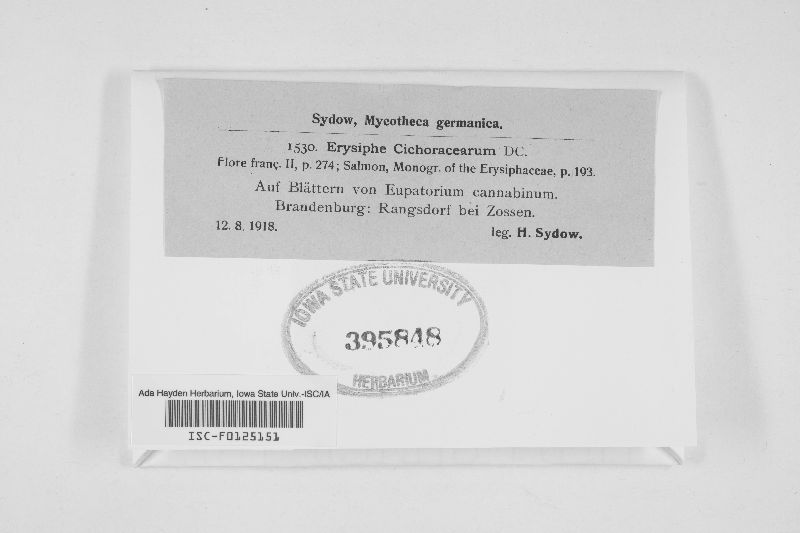 Sydow, Mycotheca germanica.
1530. Erysiphe Cichoracearum DC.
Flore franç. II, p. 274; Salmon, Monogr. of the Erysiphaceae, p. 193.
Auf Blättern von Eupatorium cannabinum.
Brandenburg: Rangsdorf bei Zossen.
12. 8. 1918. leg. H. Sydow.
IOWA STATE UNIVERSITY
395848
HERBARIUM
Ada Hayden Herbarium, Iowa State Univ.-ISC/IA
ISC-F0125151